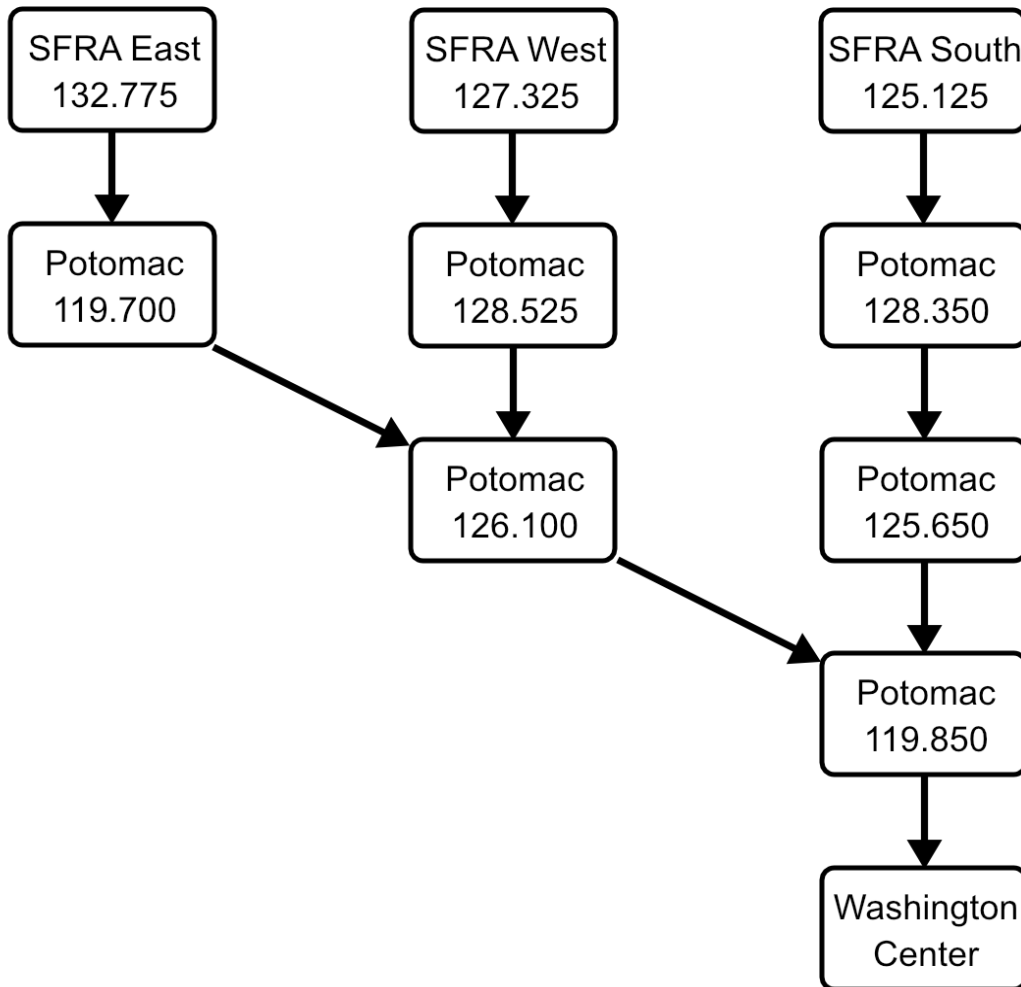 SFRA East
132.775
SFRA West
127.325
SFRA South
125.125
Potomac
119.700
Potomac
128.525
Potomac
128.350
Potomac
126.100
Potomac
125.650
Potomac
119.850
Washington
Center